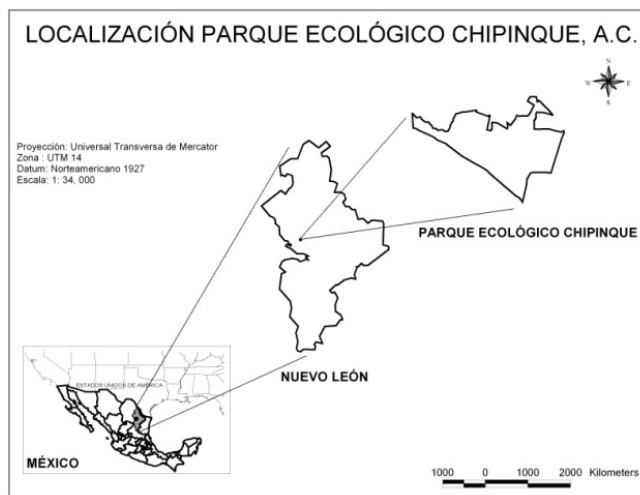 LOCALIZACIÓN PARQUE ECOLÓGICO CHIPINQUE, A.C.
N
W E
S
Proyección: Universal Transversa de Mercator
Zona : UTM 14
Datum: Norteamericano 1927
Escala: 1: 34, 000
PARQUE ECOLÓGICO CHIPINQUE
NUEVO LEÓN
ESTADOS UNIDOS DE AMÉRICA
MÉXICO
1000 0 1000 2000 Kilometers